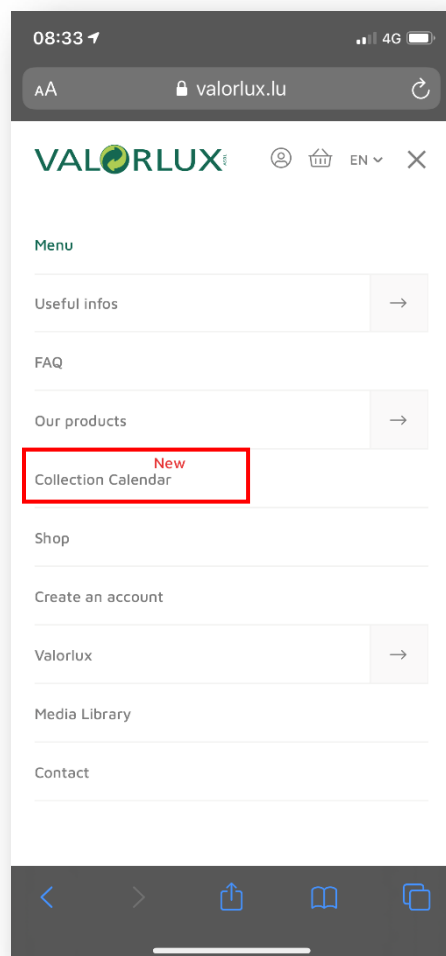 08:33
4G
AA valorlux.lu
VALORLUX EN
Menu
Useful infos
FAQ
Our products
New
Collection Calendar
Shop
Create an account
Valorlux
Media Library
Contact